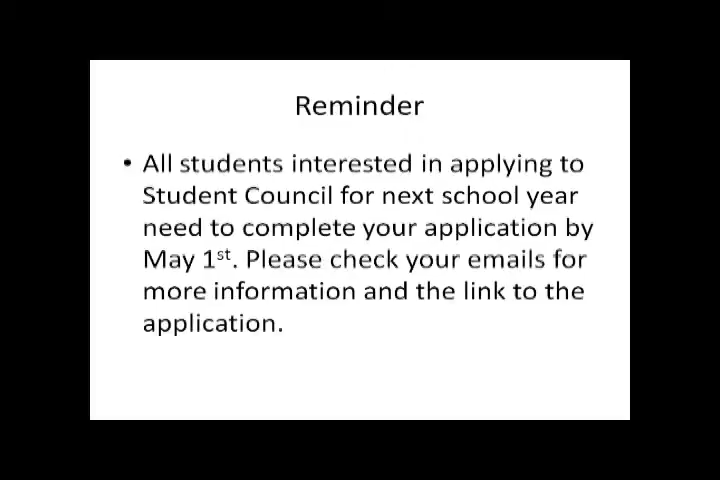 Reminder
• All students interested in applying to
Student Council for next school year
need to complete your application by
May 1st. Please check your emails for
more information and the link to the
application.